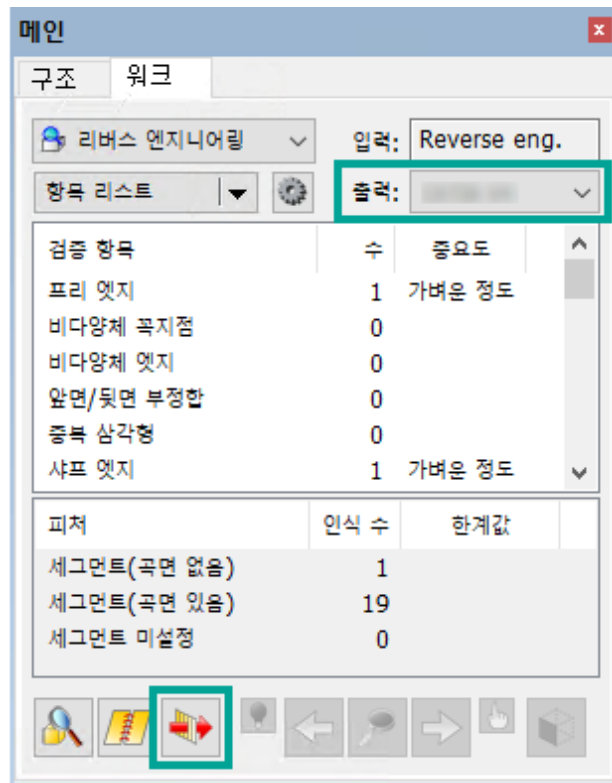 메인
구조 워크
리버스 엔지니어링 입력: Reverse eng.
항목 리스트 출력:
검증 항목 수 중요도
프리 엣지 1 가벼운 정도
비다양체 꼭지점 0
비다양체 엣지 0
앞면/뒷면 부정합 0
중복 삼각형 0
샤프 엣지 1 가벼운 정도
피처 인식 수 한계값
세그먼트(곡면 없음) 1
세그먼트(곡면 있음) 19
세그먼트 미설정 0